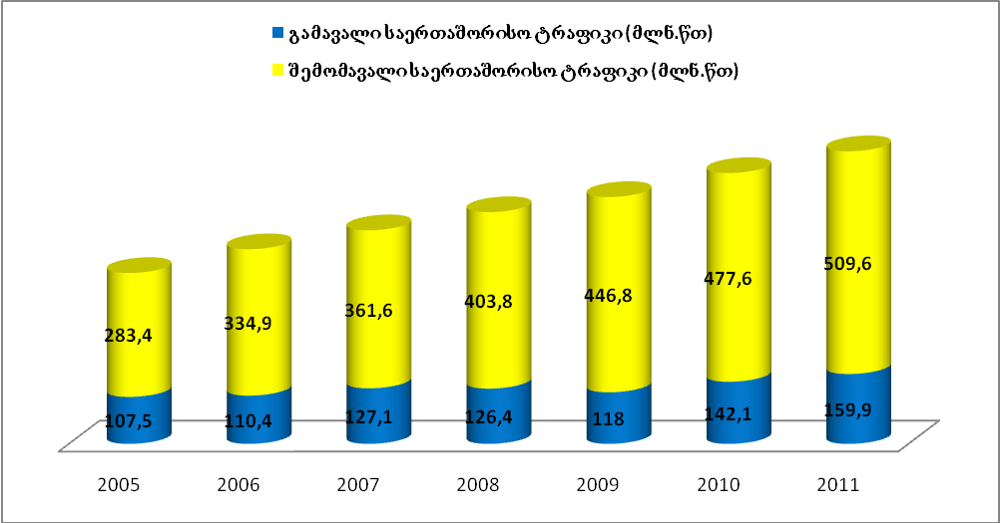 გამავალი საერთაშორისო ტრაფიკი (მლნ.წთ)
შემომავალი საერთაშორისო ტრაფიკი (მლნ.წთ)
283,4 334,9 361,6 403,8 446,8 477,6 509,6
107,5 110,4 127,1 126,4 118 142,1 159,9
2005 2006 2007 2008 2009 2010 2011